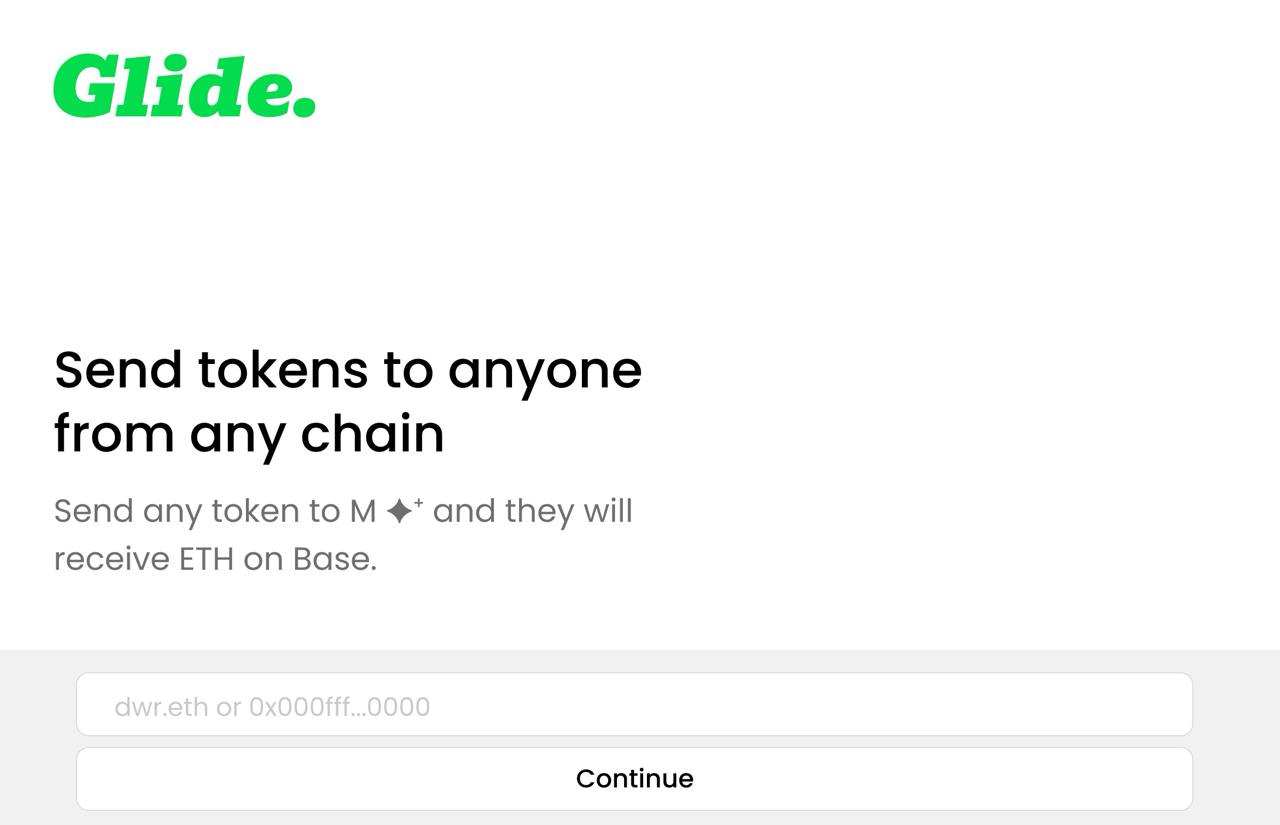 Glide.
Send tokens to anyone
from any chain
Send any token to M ✦⁺ and they will
receive ETH on Base.
dwr.eth or 0x000fff...0000
Continue